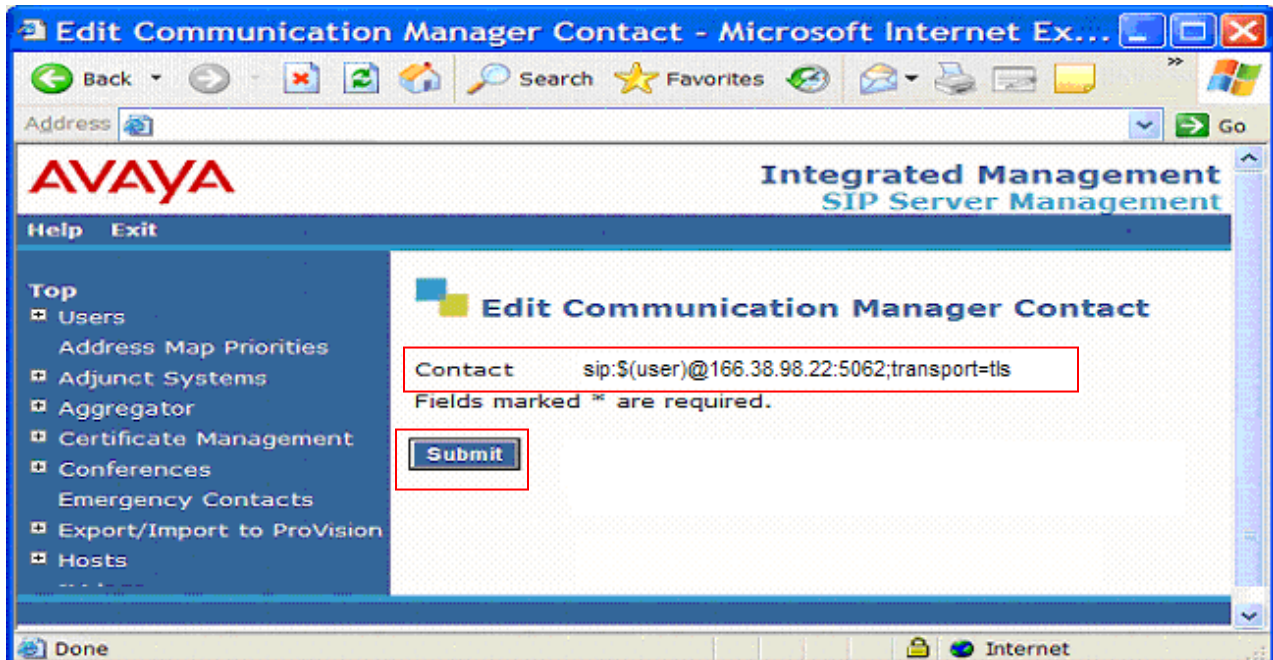 Edit Communication Manager Contact - Microsoft Internet Ex...
Back Search Favorites
Address Go
AVAYA
Integrated Management
SIP Server Management
Help Exit
Top
Users
Address Map Priorities
Adjunct Systems
Aggregator
Certificate Management
Conferences
Emergency Contacts
Export/Import to ProVision
Hosts
Edit Communication Manager Contact
Contact sip:$(user)@166.38.98.22:5062;transport=tls
Fields marked * are required.
Submit
Done Internet